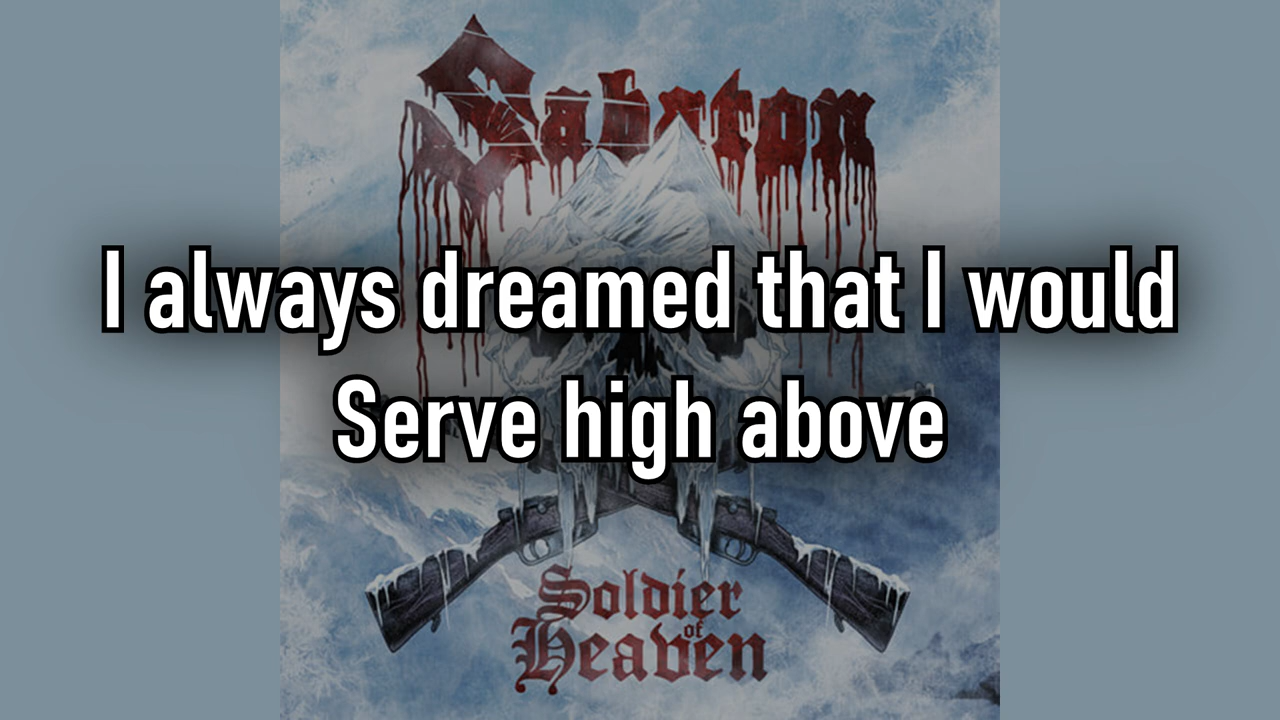 Sabaton
I always dreamed that I would
Serve high above
Soldier
of
Heaven